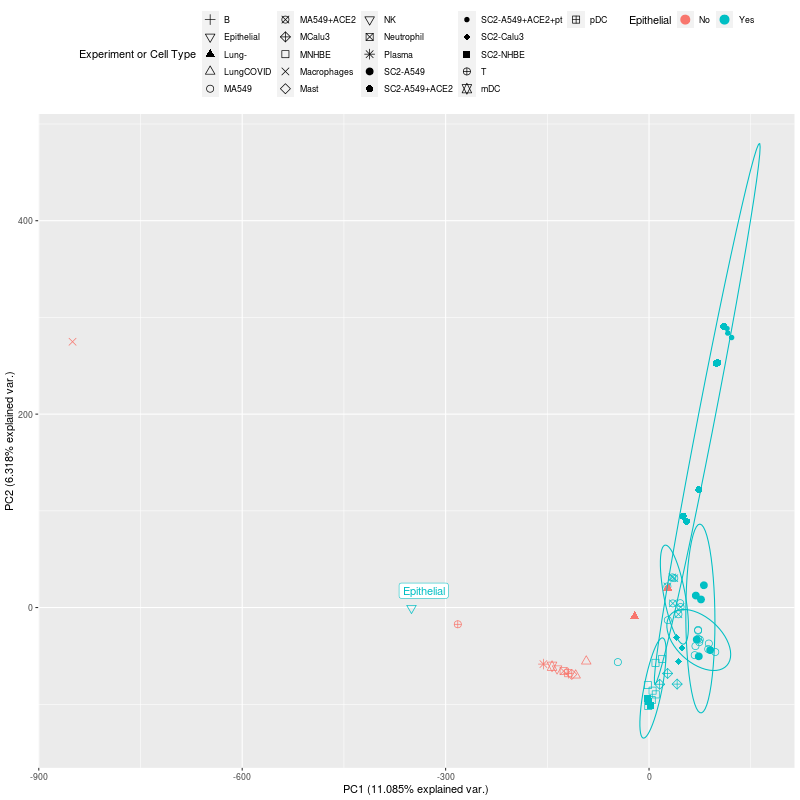 B MA549+ACE2 NK SC2-A549+ACE2+pt pDC Epithelial No Yes
Epithelial MCalu3 Neutrophil SC2-Calu3
Experiment or Cell Type Lung- MNHBE Plasma SC2-NHBE
LungCOVID Macrophages SC2-A549 T
MA549 Mast SC2-A549+ACE2 mDC
400
200
Epithelial
0
PC2 (6.318% explained var.)
-900 -600 -300 0
PC1 (11.085% explained var.)